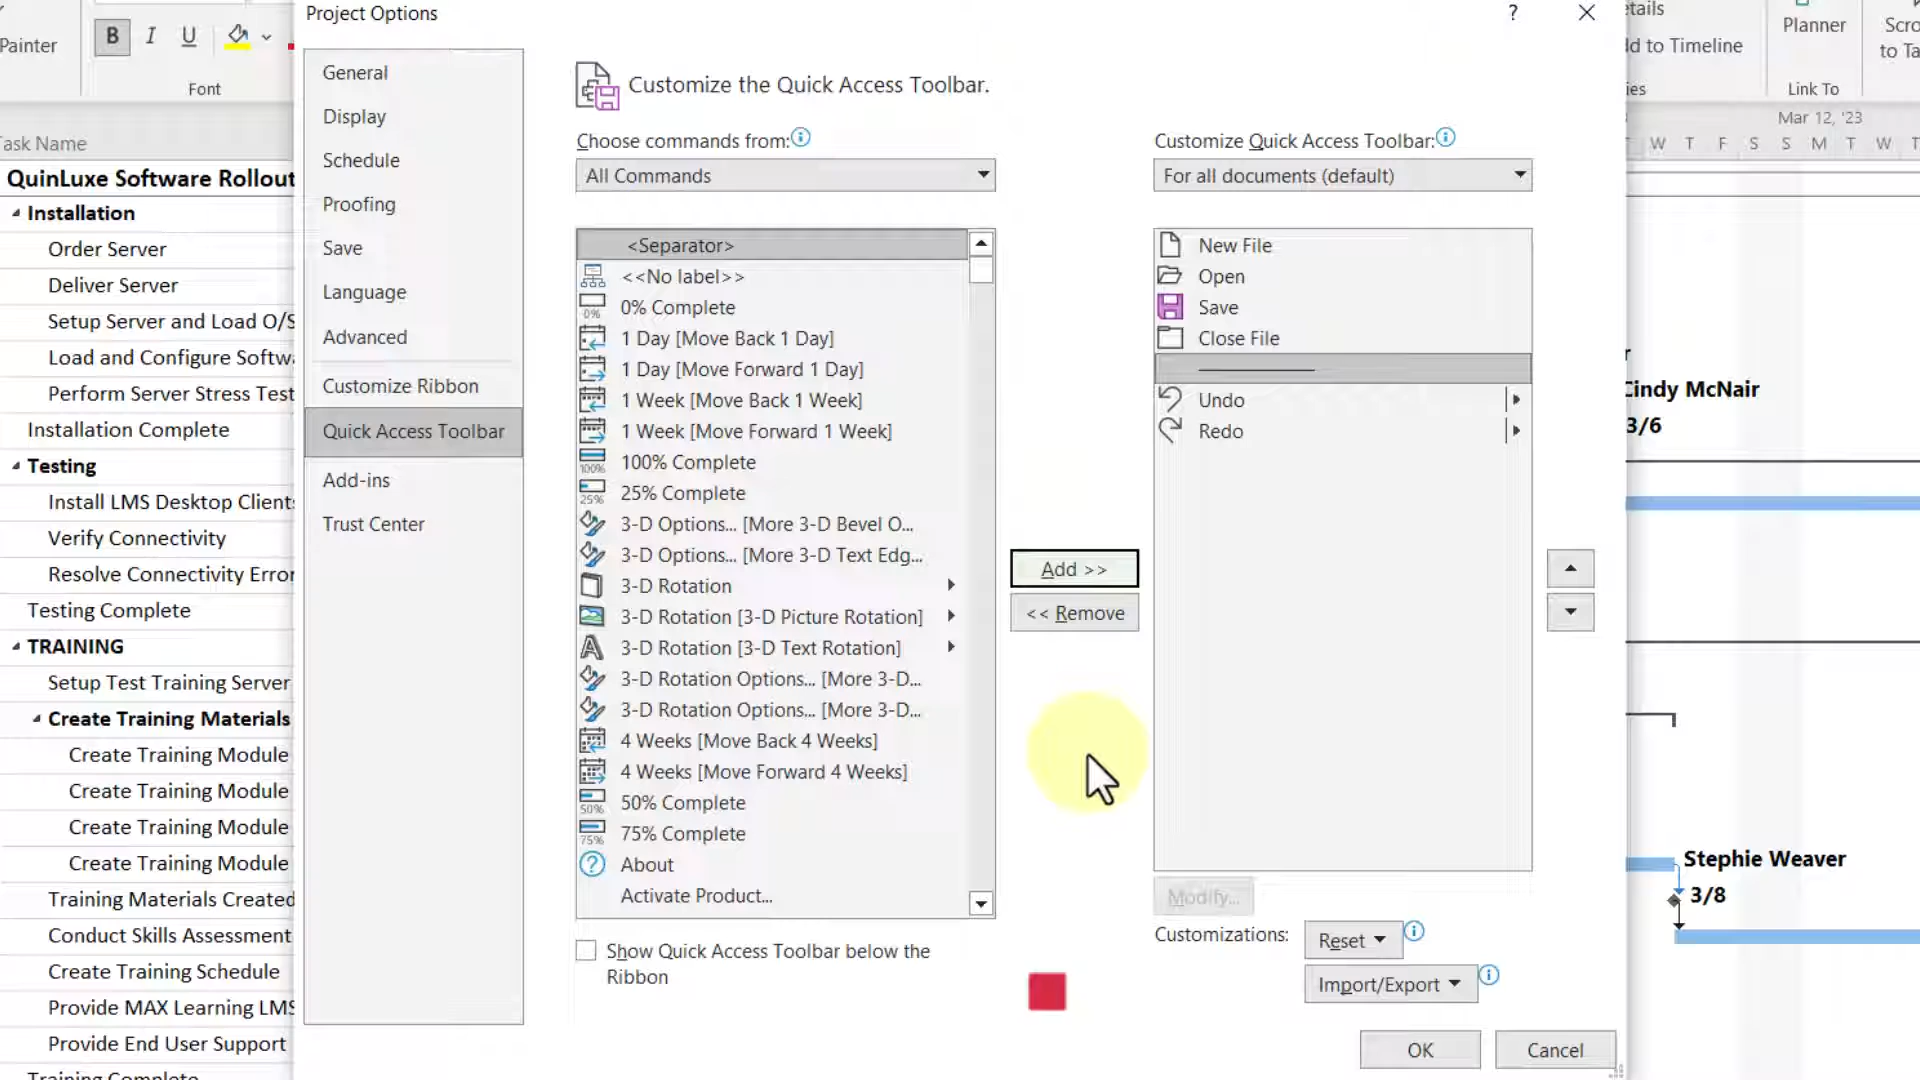 Project Options
?
Painter
B I U
Font
Task Name
QuinLuxe Software Rollout
Installation
Order Server
Deliver Server
Setup Server and Load O/S
Load and Configure Softwa
Perform Server Stress Test
Installation Complete
Testing
Install LMS Desktop Clients
Verify Connectivity
Resolve Connectivity Error
Testing Complete
TRAINING
Setup Test Training Server
Create Training Materials
Create Training Module
Create Training Module
Create Training Module
Create Training Module
Training Materials Created
Conduct Skills Assessment
Create Training Schedule
Provide MAX Learning LMS
Provide End User Support
Training Complete
General
Display
Schedule
Proofing
Save
Language
Advanced
Customize Ribbon
Quick Access Toolbar
Add-ins
Trust Center
Customize the Quick Access Toolbar.
Choose commands from:
All Commands
<Separator>
<<No label>>
0% Complete
1 Day [Move Back 1 Day]
1 Day [Move Forward 1 Day]
1 Week [Move Back 1 Week]
1 Week [Move Forward 1 Week]
100% Complete
25% Complete
3-D Options... [More 3-D Bevel O...
3-D Options... [More 3-D Text Edg...
3-D Rotation
3-D Rotation [3-D Picture Rotation]
3-D Rotation [3-D Text Rotation]
3-D Rotation Options... [More 3-D...
3-D Rotation Options... [More 3-D...
4 Weeks [Move Back 4 Weeks]
4 Weeks [Move Forward 4 Weeks]
50% Complete
75% Complete
About
Activate Product...
Show Quick Access Toolbar below the
Ribbon
Add >>
<< Remove
Customize Quick Access Toolbar:
For all documents (default)
New File
Open
Save
Close File
Undo
Redo
Modify...
Customizations:
Reset
Import/Export
OK
Cancel
etails
dd to Timeline
ies
Planner
Link To
Scro
to Ta
Mar 12, '23
W T F S S M T W T
r
Cindy McNair
3/6
Stephie Weaver
3/8